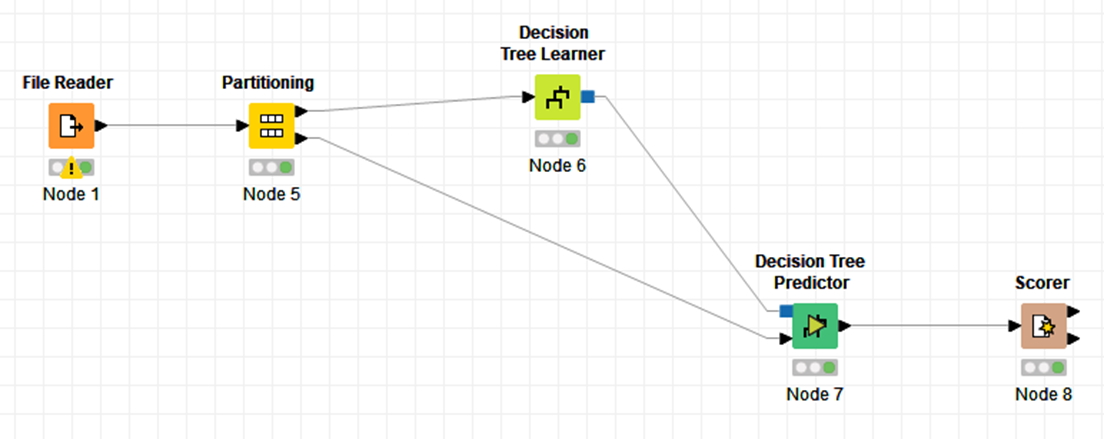 File Reader
Node 1
Partitioning
Node 5
Decision
Tree Learner
Node 6
Decision Tree
Predictor
Node 7
Scorer
Node 8